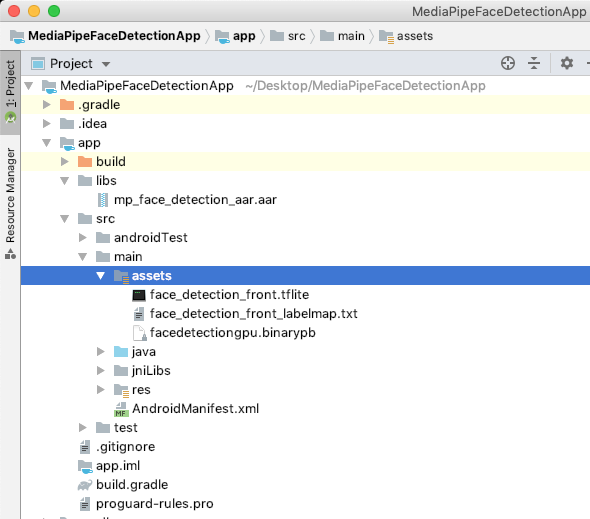 MediaPipeFaceDetectionApp
MediaPipeFaceDetectionApp app src main assets
Project
1: Project
Resource Manager
MediaPipeFaceDetectionApp ~/Desktop/MediaPipeFaceDetectionApp
.gradle
.idea
app
build
libs
mp_face_detection_aar.aar
src
androidTest
main
assets
face_detection_front.tflite
face_detection_front_labelmap.txt
facedetectiongpu.binarypb
java
jniLibs
res
MF AndroidManifest.xml
test
.gitignore
app.iml
build.gradle
proguard-rules.pro